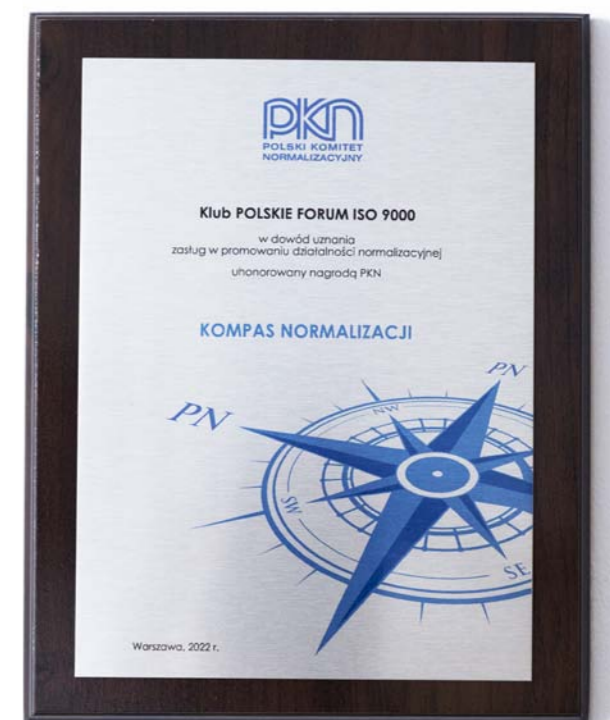 PKN
POLSKI KOMITET
NORMALIZACYJNY
Klub POLSKIE FORUM ISO 9000
w dowód uznania
zasług w promowaniu działalności normalizacyjnej
uhonorowany nagrodą PKN
KOMPAS NORMALIZACJI
PN
PN
NW
SW
SE
Warszawa, 2022 r.